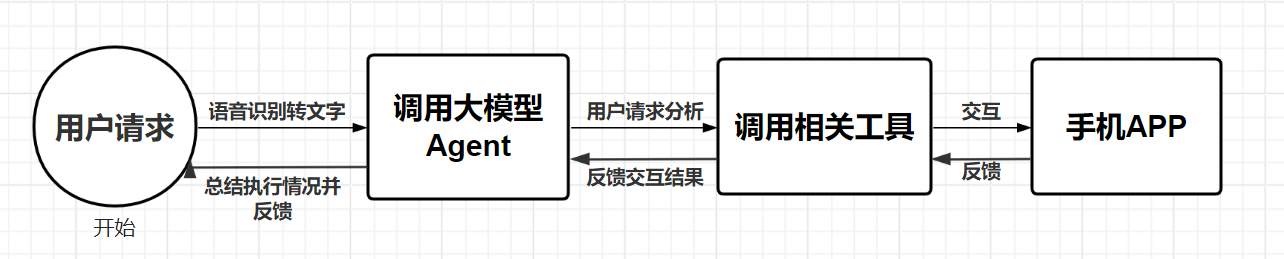 用户请求
开始
语音识别转文字
总结执行情况并
反馈
调用大模型
Agent
用户请求分析
反馈交互结果
调用相关工具
交互
反馈
手机APP